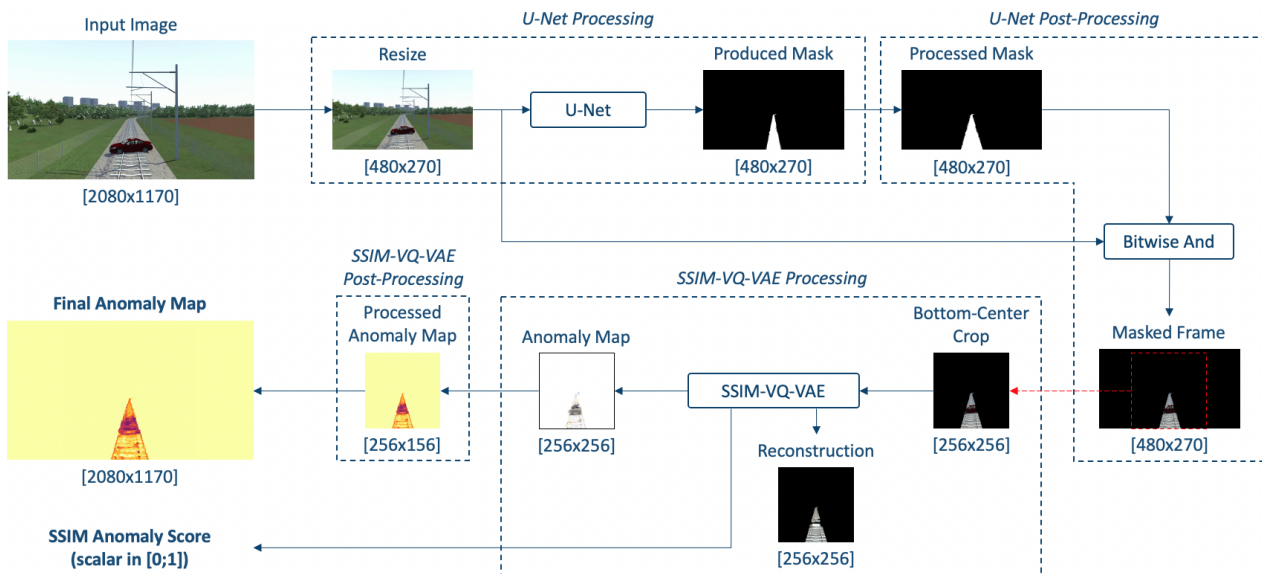 Input Image
[2080x1170]
U-Net Processing
Resize
[480x270]
U-Net
Produced Mask
[480x270]
U-Net Post-Processing
Processed Mask
[480x270]
Bitwise And
Masked Frame
[480x270]
SSIM-VQ-VAE Processing
Bottom-Center
Crop
[256x256]
SSIM-VQ-VAE
Reconstruction
[256x256]
Anomaly Map
[256x256]
SSIM-VQ-VAE
Post-Processing
Processed
Anomaly Map
[256x156]
Final Anomaly Map
[2080x1170]
SSIM Anomaly Score
(scalar in [0;1])